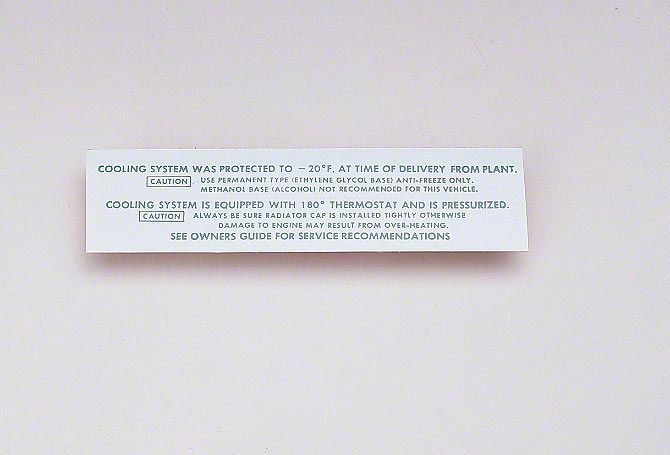 COOLING SYSTEM WAS PROTECTED TO -20°F, AT TIME OF DELIVERY FROM PLANT.
CAUTION USE PERMANENT TYPE (ETHYLENE GLYCOL BASE) ANTI-FREEZE ONLY.
METHANOL BASE (ALCOHOL) NOT RECOMMENDED FOR THIS VEHICLE.
COOLING SYSTEM IS EQUIPPED WITH 180° THERMOSTAT AND IS PRESSURIZED.
CAUTION ALWAYS BE SURE RADIATOR CAP IS INSTALLED TIGHTLY OTHERWISE
DAMAGE TO ENGINE MAY RESULT FROM OVER-HEATING.
SEE OWNERS GUIDE FOR SERVICE RECOMMENDATIONS